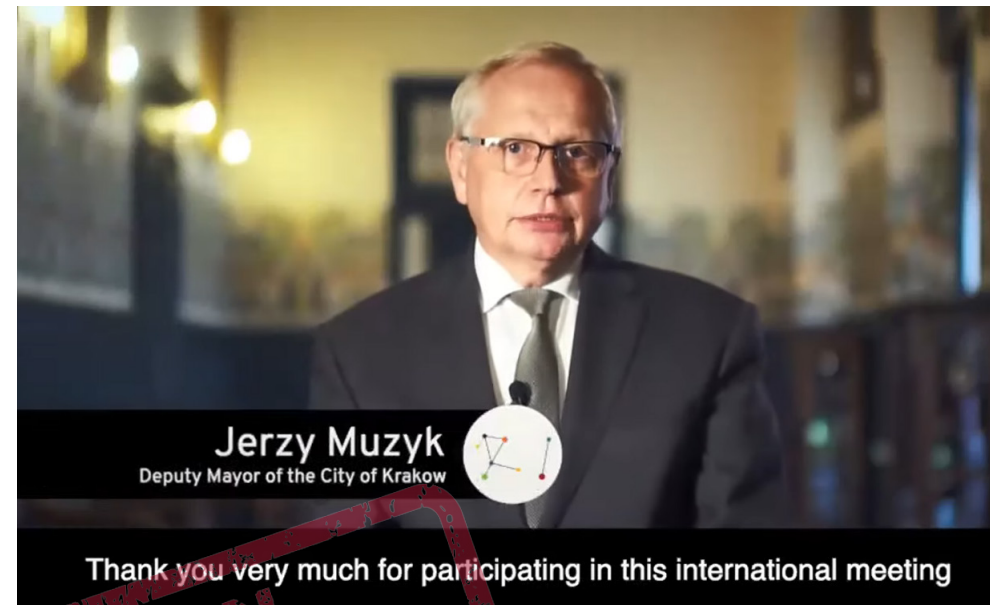 Jerzy Muzyk
Deputy Mayor of the City of Krakow
Thank you very much for participating in this international meeting